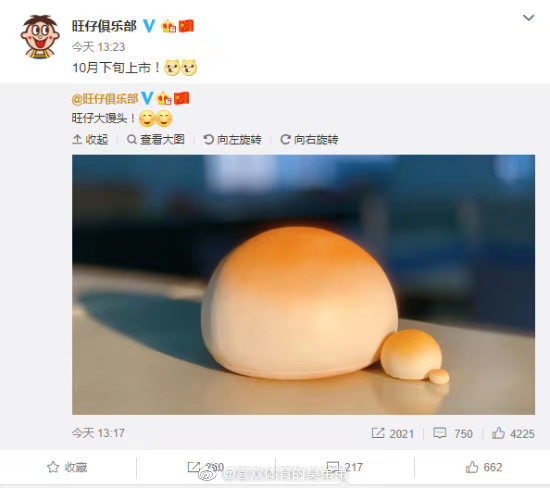 旺仔俱乐部
今天 13:23
10月下旬上市！
@旺仔俱乐部
旺仔大馒头！
收起 查看大图 向左旋转 向右旋转
今天 13:17 2021 750 4225
收藏 260 217 662